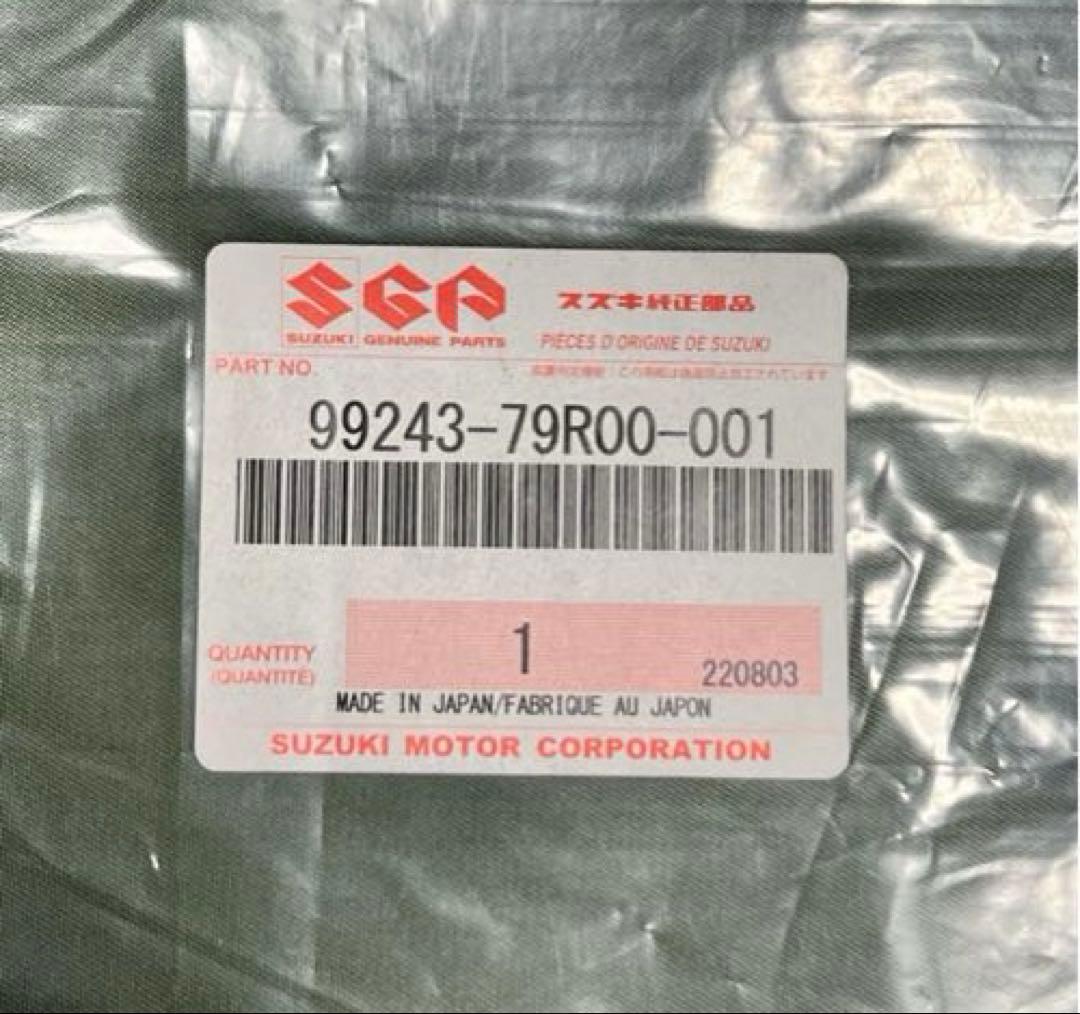 SGP スズキ純正部品
SUZUKI GENUINE PARTS PIÈCES D'ORIGINE DE SUZUKI
PART NO.
99243-79R00-001
QUANTITY
(QUANTITÉ)
1
220803
MADE IN JAPAN/FABRIQUE AU JAPON
SUZUKI MOTOR CORPORATION